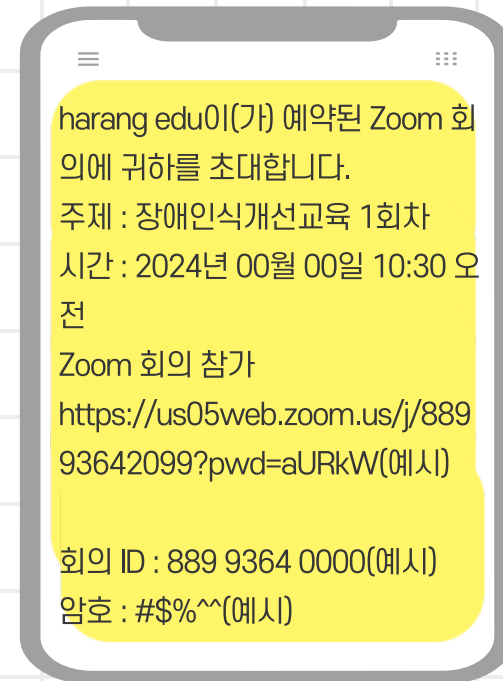 harang edu이(가) 예약된 Zoom 회
의에 귀하를 초대합니다.
주제 : 장애인식개선교육 1회차
시간 : 2024년 00월 00일 10:30 오
전
Zoom 회의 참가
https://us05web.zoom.us/j/889
93642099?pwd=aURkW(예시)
회의 ID : 889 9364 0000(예시)
암호 : #$%^^(예시)